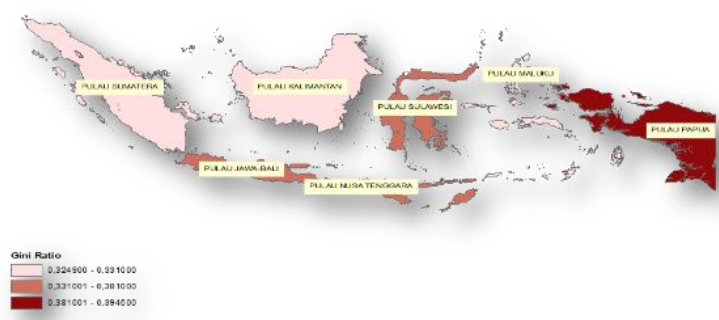 PULAU MALUKU
PULAU SUMATERA
PULAU KALIMANTAN
PULAU SULAWESI
PULAU PAPUA
PULAU JAWA-BALI
PULAU NUSA TENGGARA
Gini Ratio
0,324900 - 0,331000
0,331001 - 0,381000
0,381001 - 0,394500